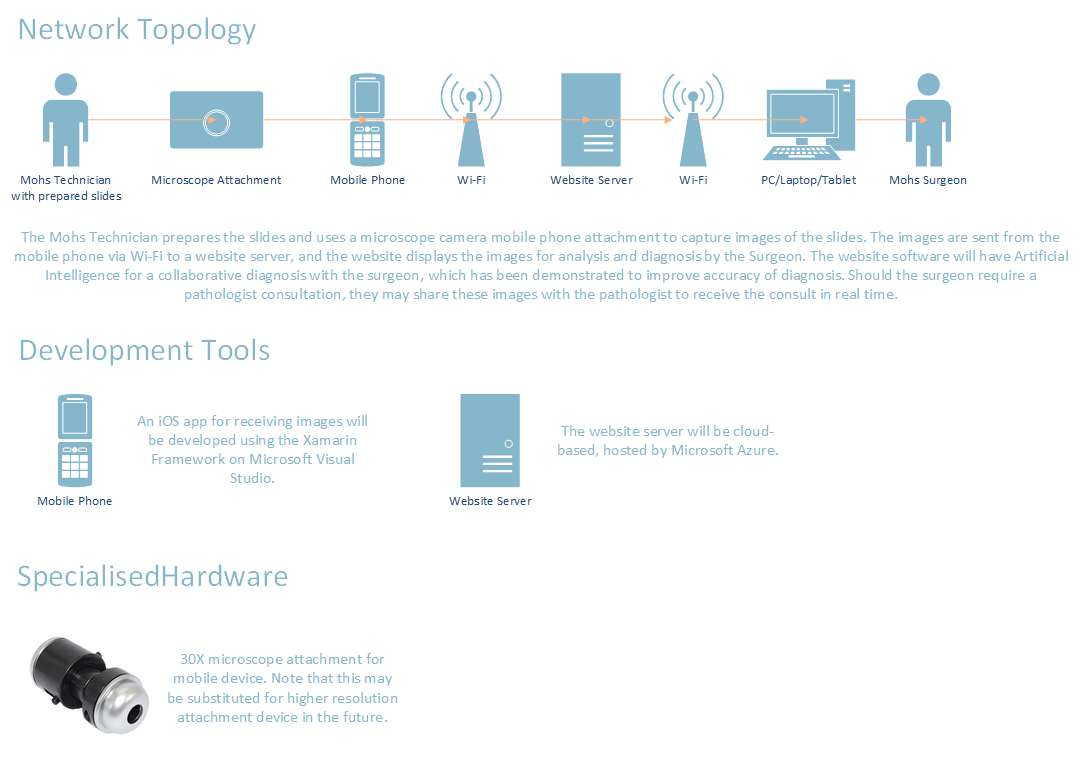 Network Topology
Mohs Technician
with prepared slides
Microscope Attachment
Mobile Phone
Wi-Fi
Website Server
Wi-Fi
PC/Laptop/Tablet
Mohs Surgeon
The Mohs Technician prepares the slides and uses a microscope camera mobile phone attachment to capture images of the slides. The images are sent from the
mobile phone via Wi-Fi to a website server, and the website displays the images for analysis and diagnosis by the Surgeon. The website software will have Artificial
Intelligence for a collaborative diagnosis with the surgeon, which has been demonstrated to improve accuracy of diagnosis. Should the surgeon require a
pathologist consultation, they may share these images with the pathologist to receive the consult in real time.
Development Tools
An iOS app for receiving images will
be developed using the Xamarin
Framework on Microsoft Visual
Studio.
Mobile Phone
The website server will be cloud-
based, hosted by Microsoft Azure.
Website Server
SpecialisedHardware
30X microscope attachment for
mobile device. Note that this may
be substituted for higher resolution
attachment device in the future.